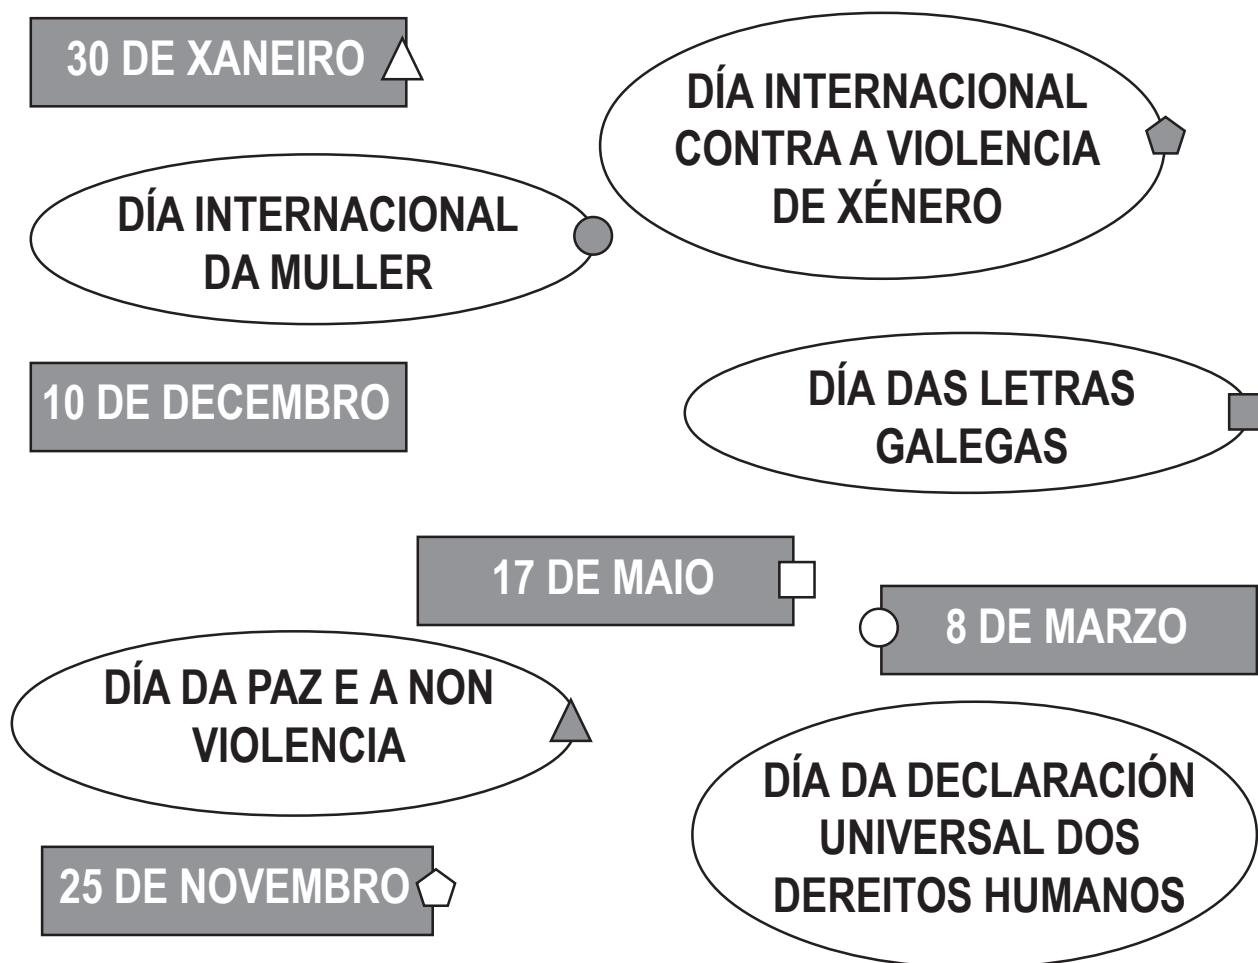 30 DE XANEIRO
DÍA INTERNACIONAL
CONTRA A VIOLENCIA
DE XÉNERO
DÍA INTERNACIONAL
DA MULLER
10 DE DECEMBRO
DÍA DAS LETRAS
GALEGAS
17 DE MAIO
8 DE MARZO
DÍA DA PAZ E A NON
VIOLENCIA
DÍA DA DECLARACIÓN
UNIVERSAL DOS
DEREITOS HUMANOS
25 DE NOVEMBRO